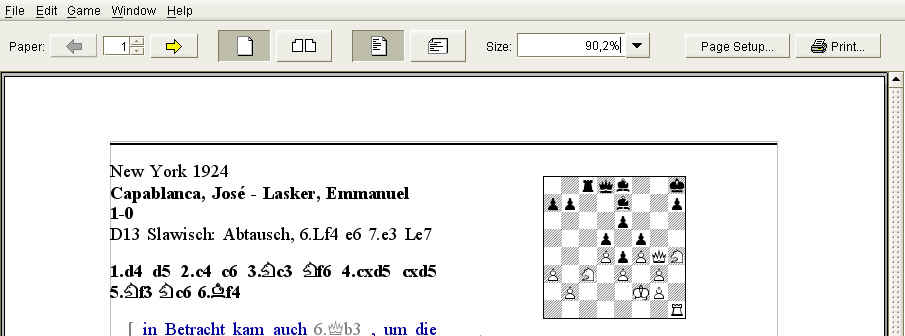 File Edit Game Window Help
Paper: 1 Size: 90,2% Page Setup... Print...
New York 1924
Capablanca, José - Lasker, Emmanuel
1-0
D13 Slawisch: Abtausch, 6.Lf4 e6 7.e3 Le7
1.d4 d5 2.c4 c6 3.♘c3 ♘f6 4.cxd5 cxd5
5.♘f3 ♘c6 6.♗f4
[ in Betracht kam auch 6.♕b3 , um die